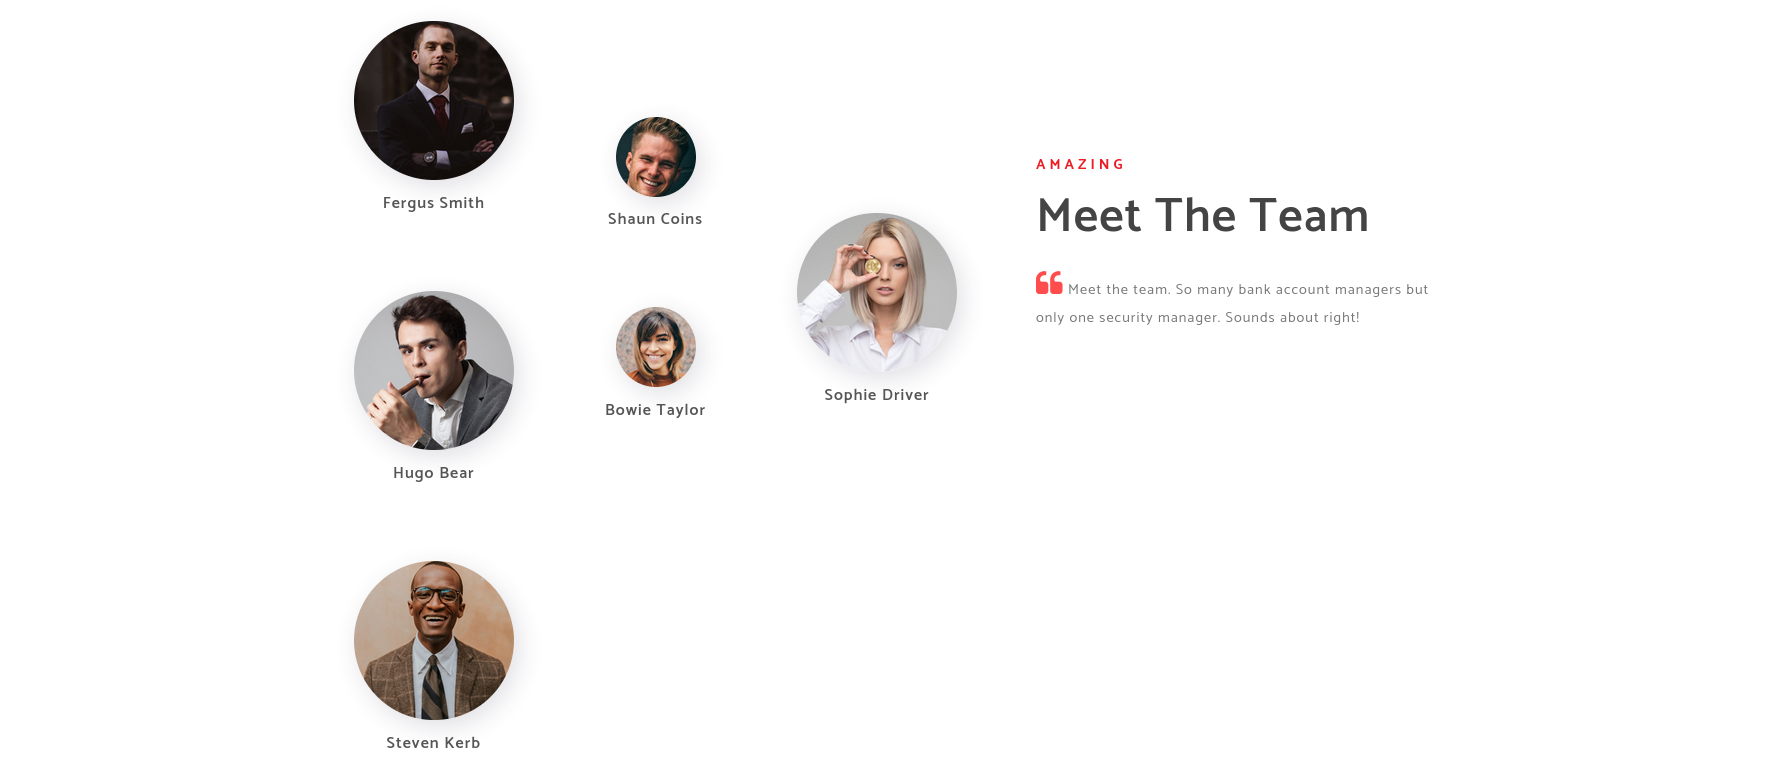 Fergus Smith
Shaun Coins
Hugo Bear
Bowie Taylor
Sophie Driver
Steven Kerb
AMAZING
Meet The Team
Meet the team. So many bank account managers but
only one security manager. Sounds about right!